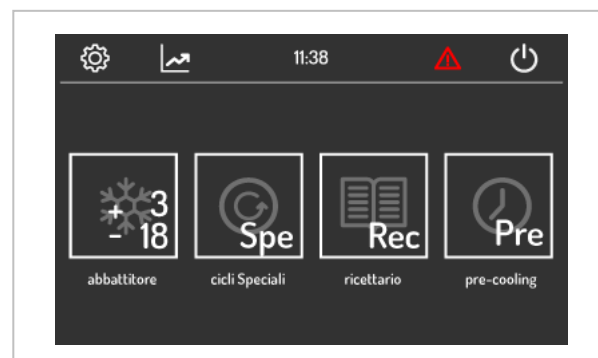 11:38
+3
-18
Spe
Rec
Pre
abbattitore
cicli Speciali
ricettario
pre-cooling